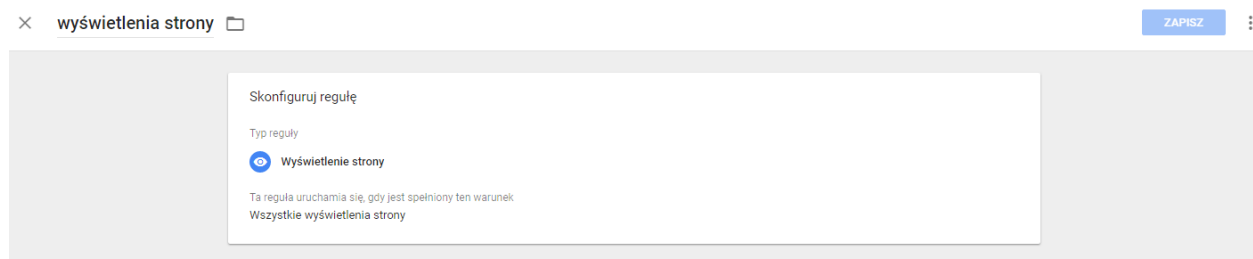 wyświetlenia strony
ZAPISZ
Skonfiguruj regułę
Typ reguły
Wyświetlenie strony
Ta reguła uruchamia się, gdy jest spełniony ten warunek
Wszystkie wyświetlenia strony